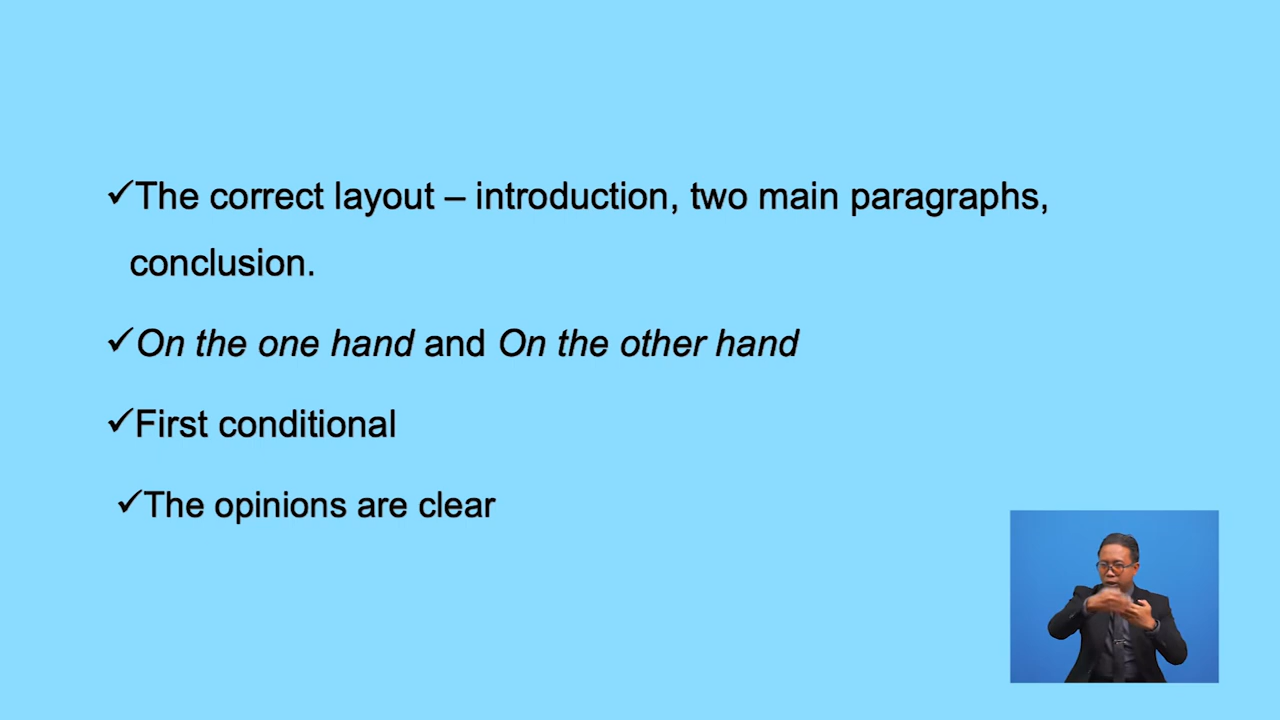 ✓The correct layout – introduction, two main paragraphs,
conclusion.
✓On the one hand and On the other hand
✓First conditional
✓The opinions are clear